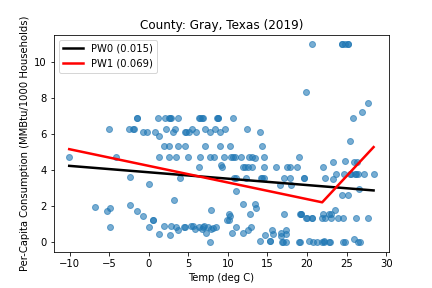 County: Gray, Texas (2019)
PW0 (0.015)
PW1 (0.069)
Per-Capita Consumption (MMBtu/1000 Households)
10
8
6
4
2
0
−10 −5 0 5 10 15 20 25 30
Temp (deg C)